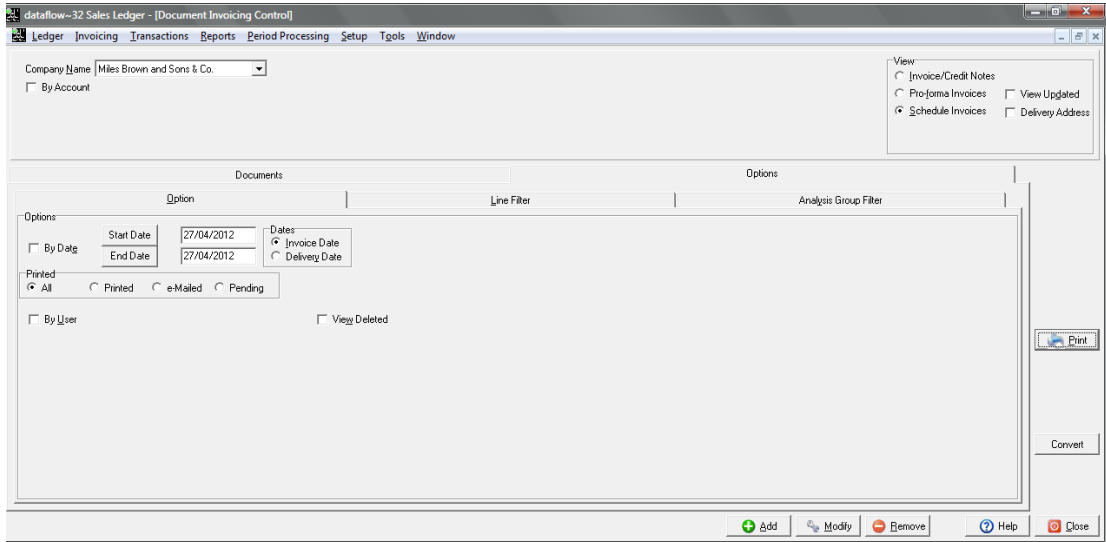 dataflow~32 Sales Ledger - [Document Invoicing Control]
Ledger Invoicing Transactions Reports Period Processing Setup Tools Window
Company Name Miles Brown and Sons & Co.
By Account
View
Invoice/Credit Notes
Pro-forma Invoices View Updated
Schedule Invoices Delivery Address
Documents Options
Option Line Filter Analysis Group Filter
Options
By Date
Start Date 27/04/2012
End Date 27/04/2012
Dates
Invoice Date
Delivery Date
Printed
All Printed e-Mailed Pending
By User View Deleted
Print
Convert
Add Modify Remove Help Close